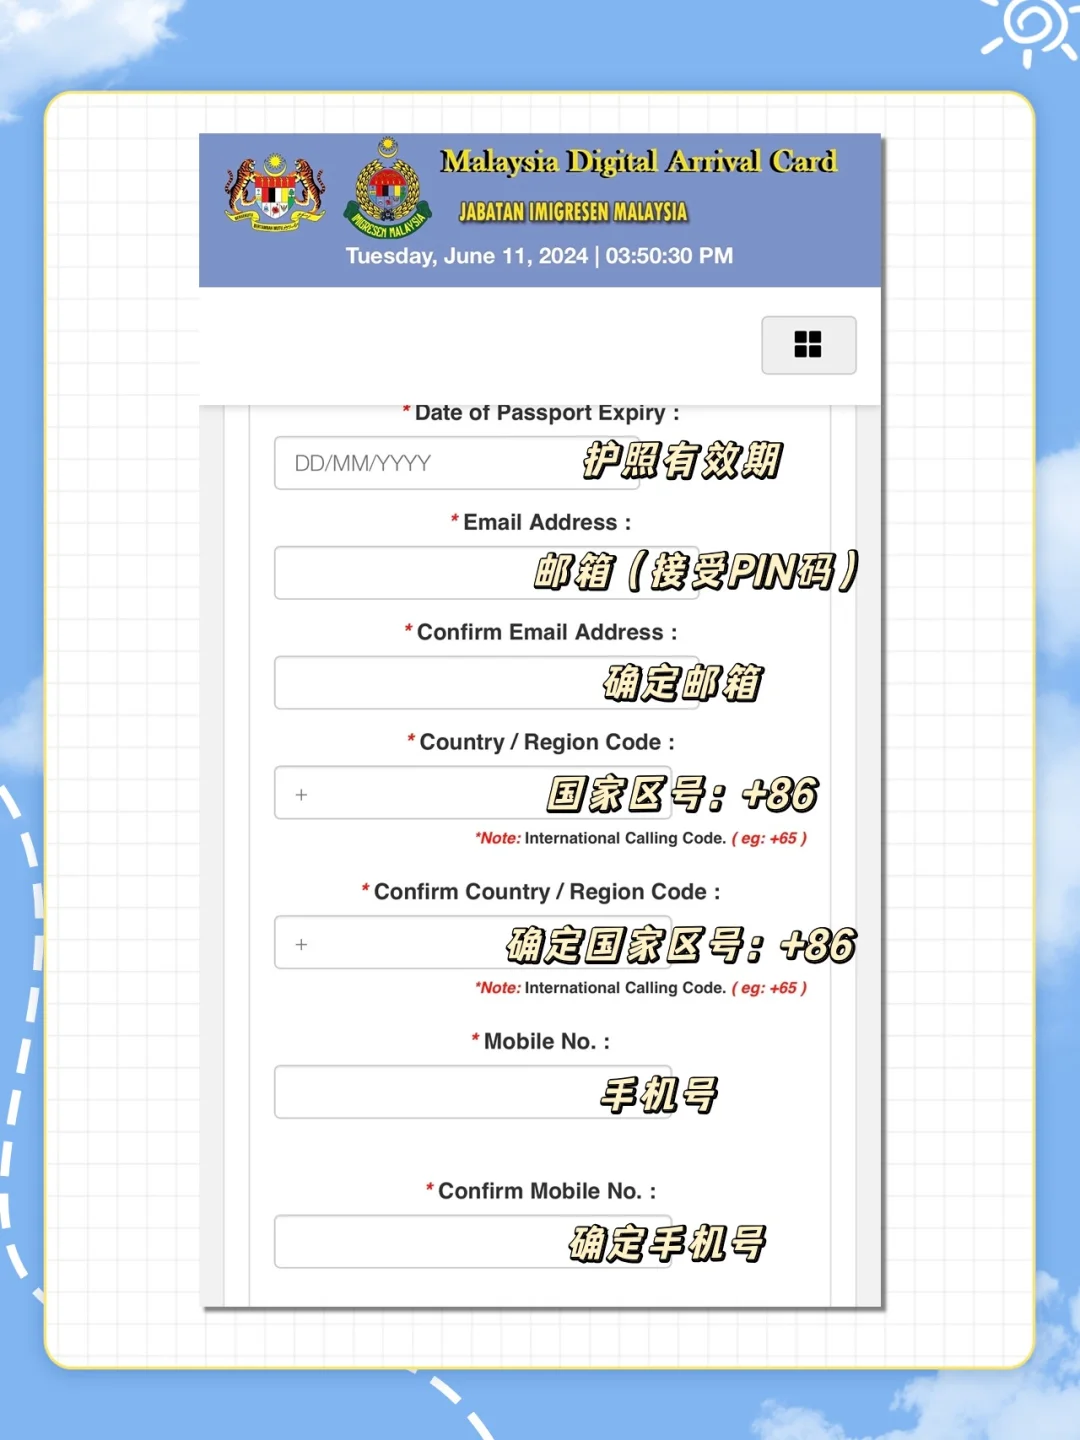 Malaysia Digital Arrival Card
JABATAN IMIGRESEN MALAYSIA
IMIGRESEN MALAYSIA
Tuesday, June 11, 2024 | 03:50:30 PM
* Date of Passport Expiry :
DD/MM/YYYY
护照有效期
* Email Address :
邮箱（接受PIN码）
* Confirm Email Address :
确定邮箱
* Country / Region Code :
+
国家区号：+86
*Note: International Calling Code. ( eg: +65 )
* Confirm Country / Region Code :
+
确定国家区号：+86
*Note: International Calling Code. ( eg: +65 )
* Mobile No. :
手机号
* Confirm Mobile No. :
确定手机号